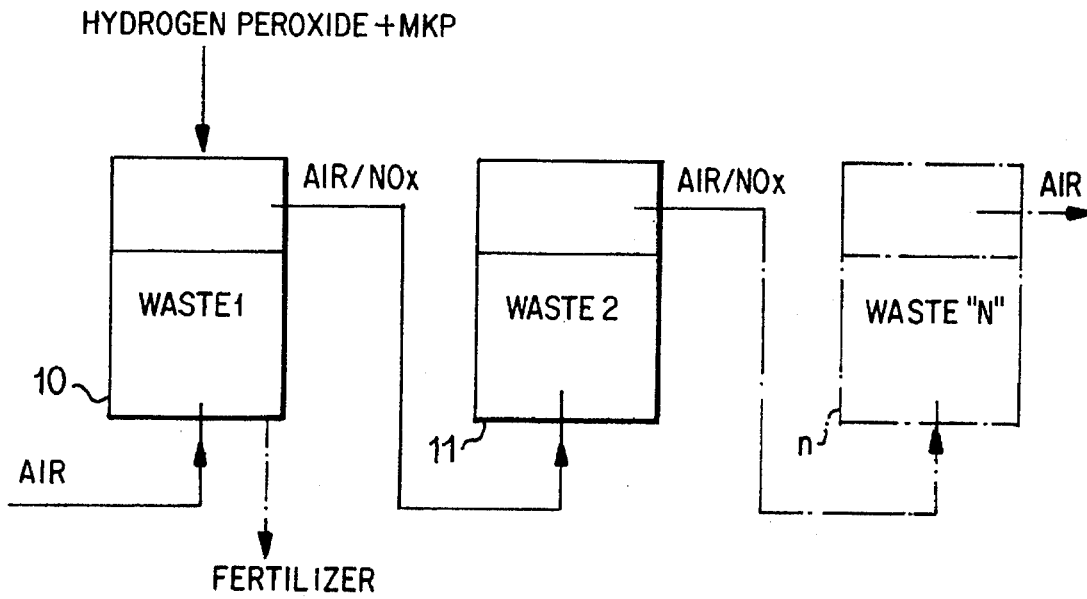 HYDROGEN PEROXIDE+MKP
AIR/NOx
AIR/NOx
AIR
WASTE1
WASTE 2
WASTE "N"
10
11
n
AIR
FERTILIZER